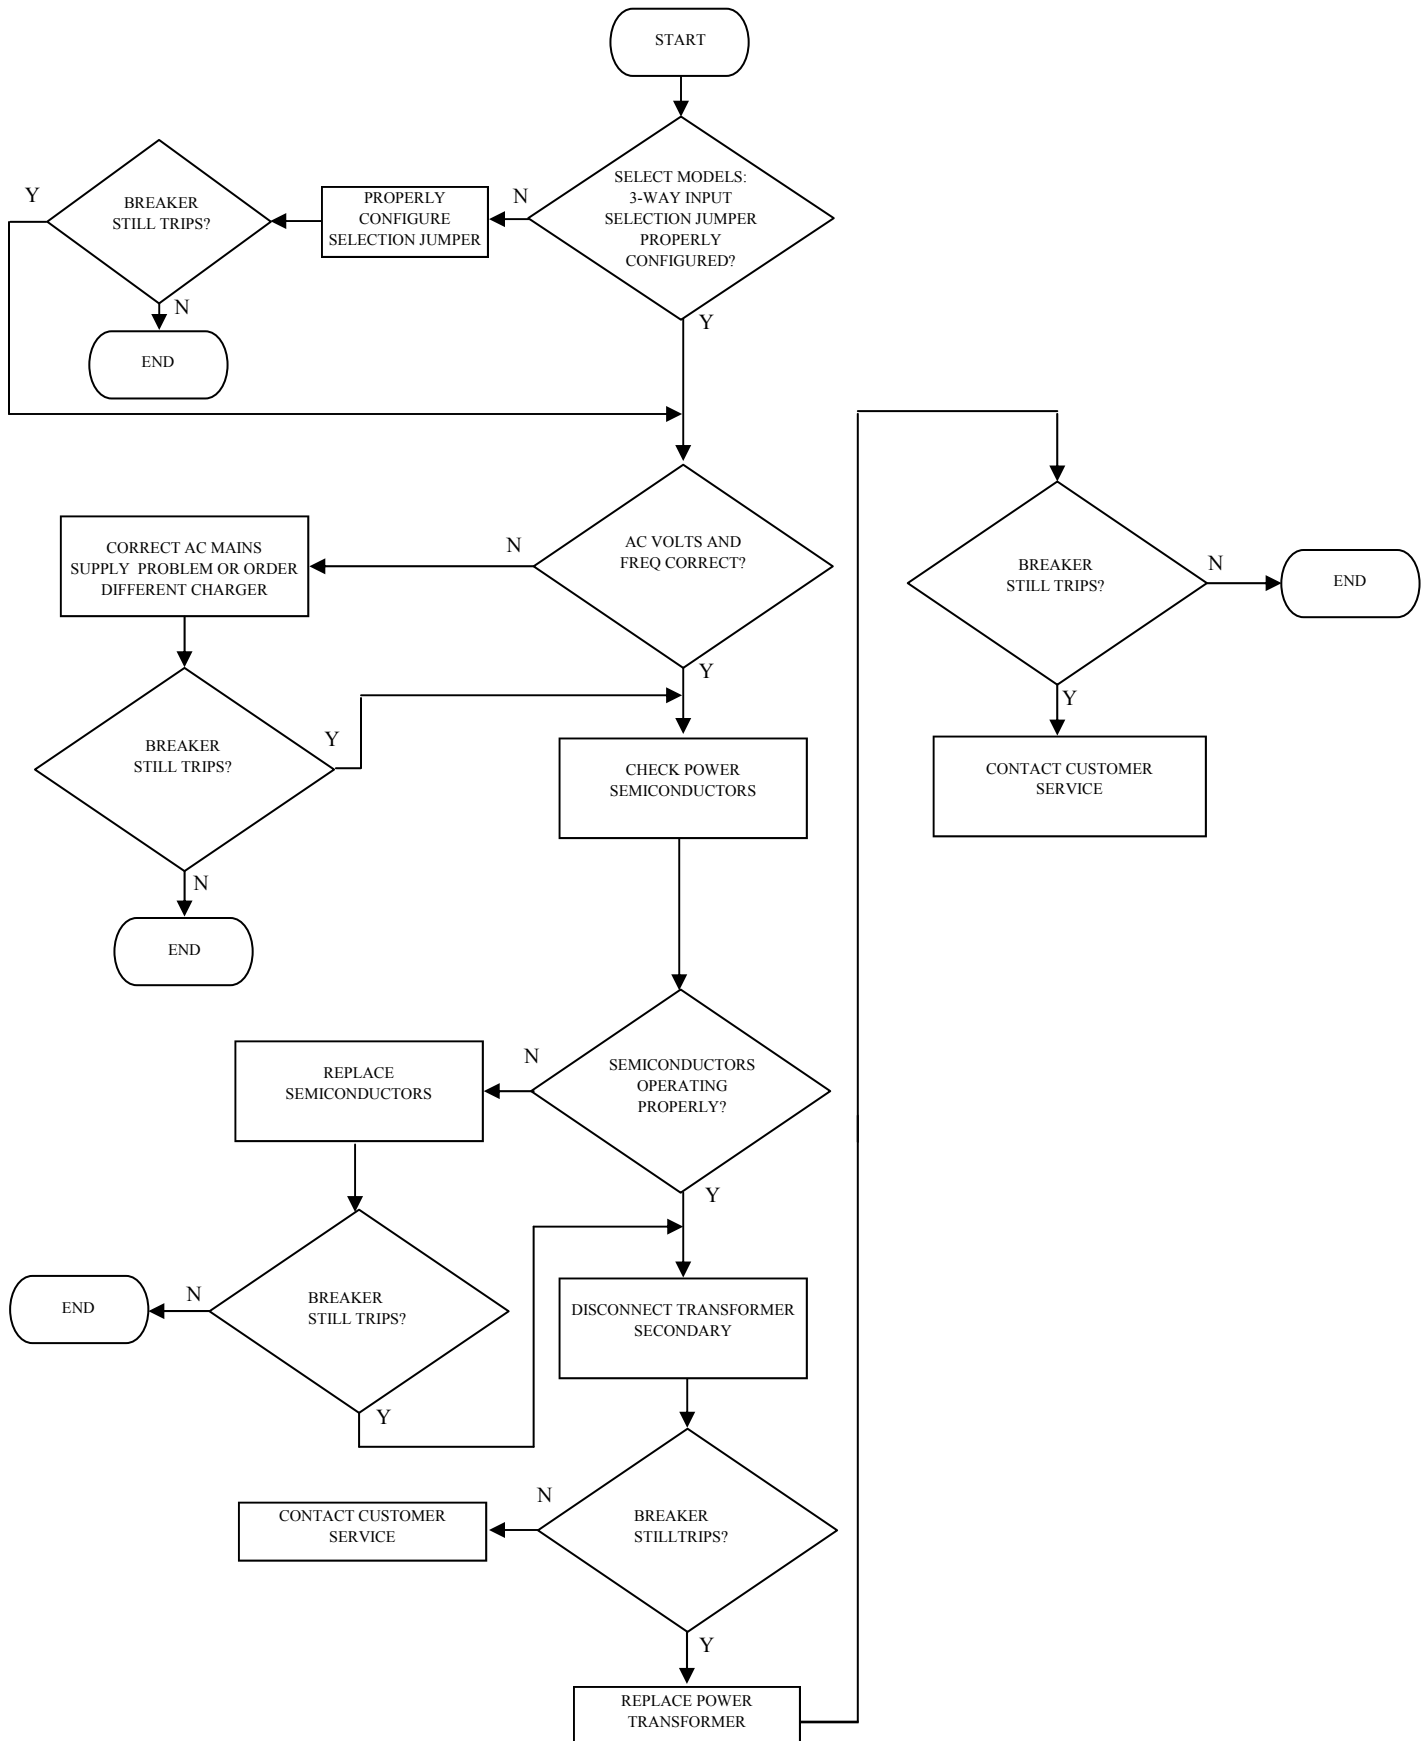 START
SELECT MODELS:
3-WAY INPUT
SELECTION JUMPER
PROPERLY
CONFIGURED?
N
Y
PROPERLY
CONFIGURE
SELECTION JUMPER
BREAKER
STILL TRIPS?
Y
N
END
AC VOLTS AND
FREQ CORRECT?
N
Y
CORRECT AC MAINS
SUPPLY PROBLEM OR ORDER
DIFFERENT CHARGER
BREAKER
STILL TRIPS?
Y
N
END
CHECK POWER
SEMICONDUCTORS
SEMICONDUCTORS
OPERATING
PROPERLY?
N
Y
REPLACE
SEMICONDUCTORS
BREAKER
STILL TRIPS?
N
Y
END
DISCONNECT TRANSFORMER
SECONDARY
BREAKER
STILLTRIPS?
N
Y
CONTACT CUSTOMER
SERVICE
REPLACE POWER
TRANSFORMER
BREAKER
STILL TRIPS?
N
Y
END
CONTACT CUSTOMER
SERVICE